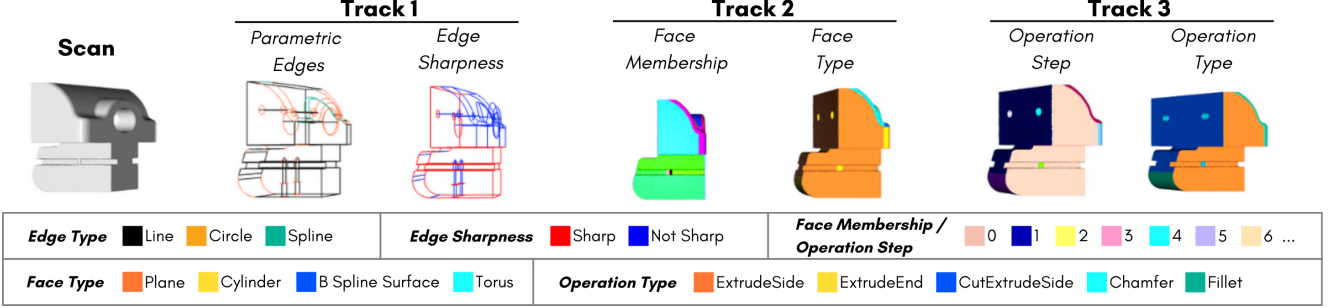 Track 1
Track 2
Track 3
Scan
Parametric
Edges
Edge
Sharpness
Face
Membership
Face
Type
Operation
Step
Operation
Type
Edge Type Line Circle Spline
Edge Sharpness Sharp Not Sharp
Face Membership /
Operation Step 0 1 2 3 4 5 6 ...
Face Type Plane Cylinder B Spline Surface Torus
Operation Type ExtrudeSide ExtrudeEnd CutExtrudeSide Chamfer Fillet